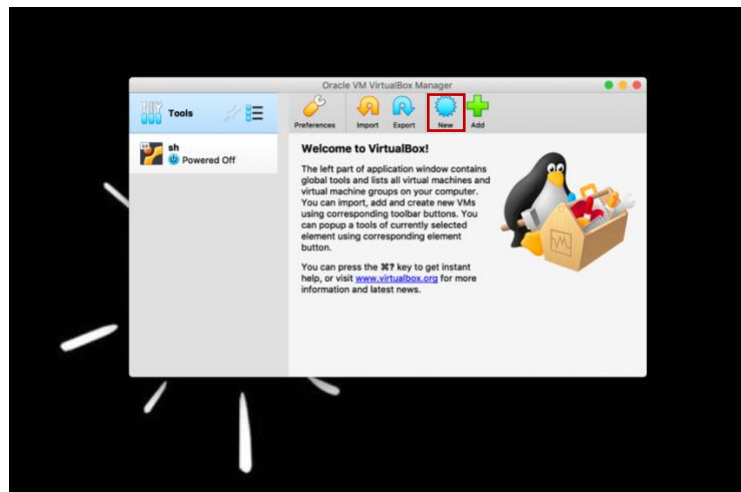 Oracle VM VirtualBox Manager
Tools
Preferences
Import
Export
New
Add
sh
Powered Off
Welcome to VirtualBox!
The left part of application window contains
global tools and lists all virtual machines and
virtual machine groups on your computer.
You can import, add and create new VMs
using corresponding toolbar buttons. You
can popup a tools of currently selected
element using corresponding element
button.
You can press the ⌘? key to get instant
help, or visit www.virtualbox.org for more
information and latest news.